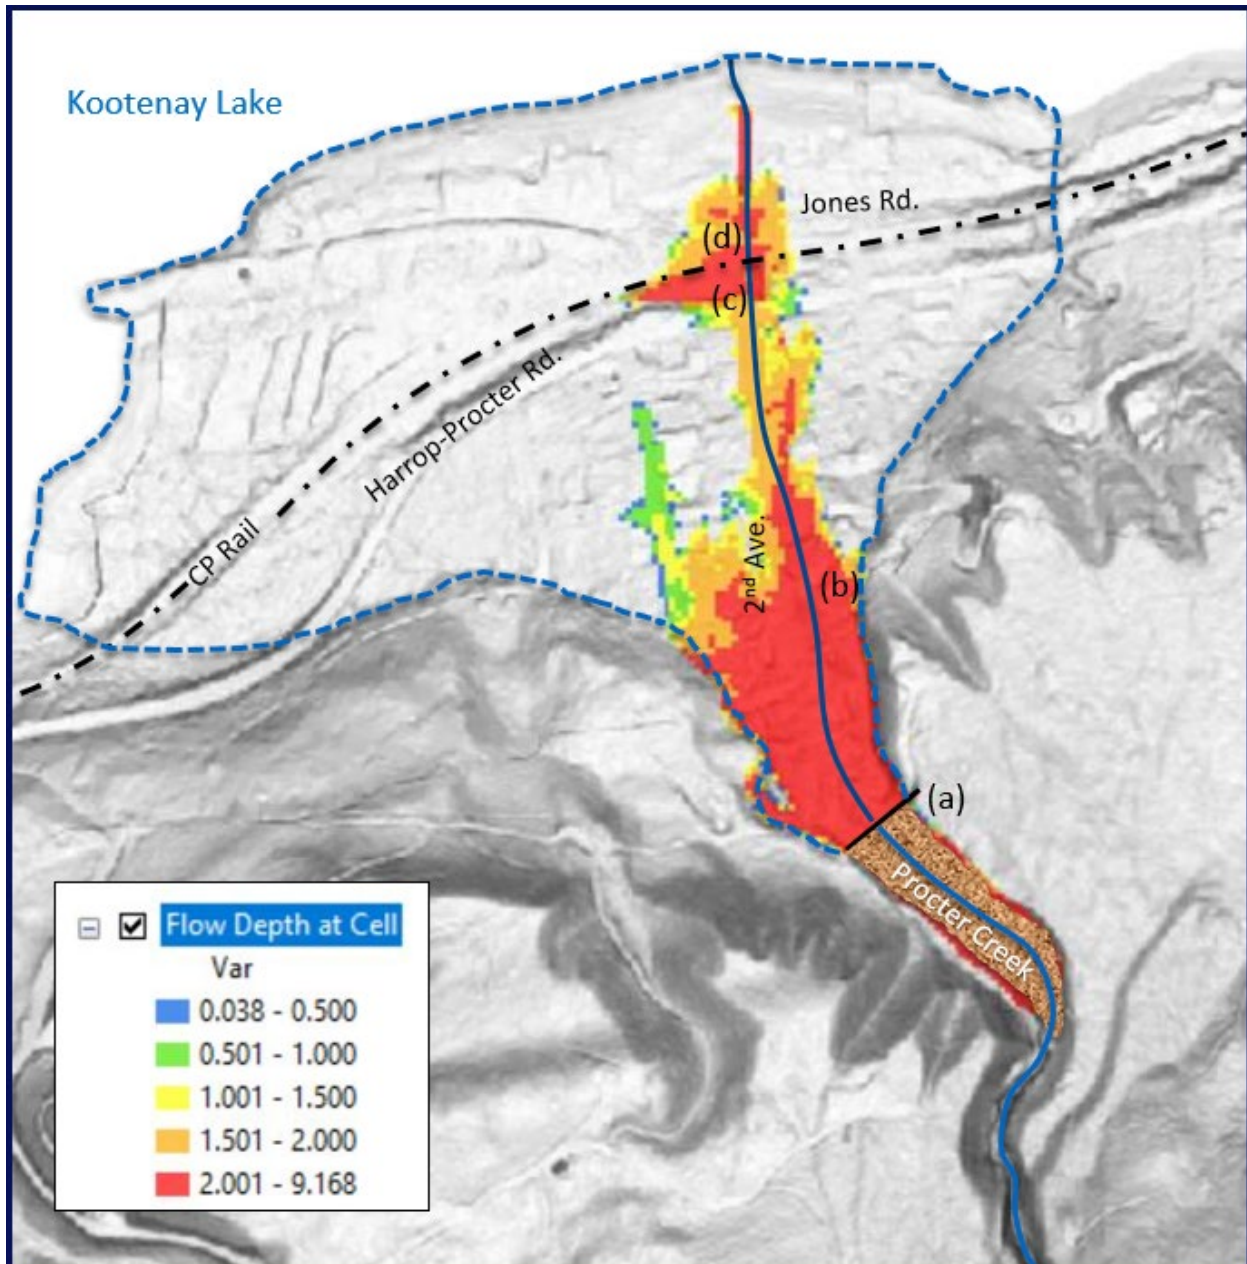 Kootenay Lake
Jones Rd.
(d)
(c)
Harrop-Procter Rd.
CP Rail
2nd Ave.
(b)
(a)
Procter Creek
Flow Depth at Cell
Var
0.038 - 0.500
0.501 - 1.000
1.001 - 1.500
1.501 - 2.000
2.001 - 9.168